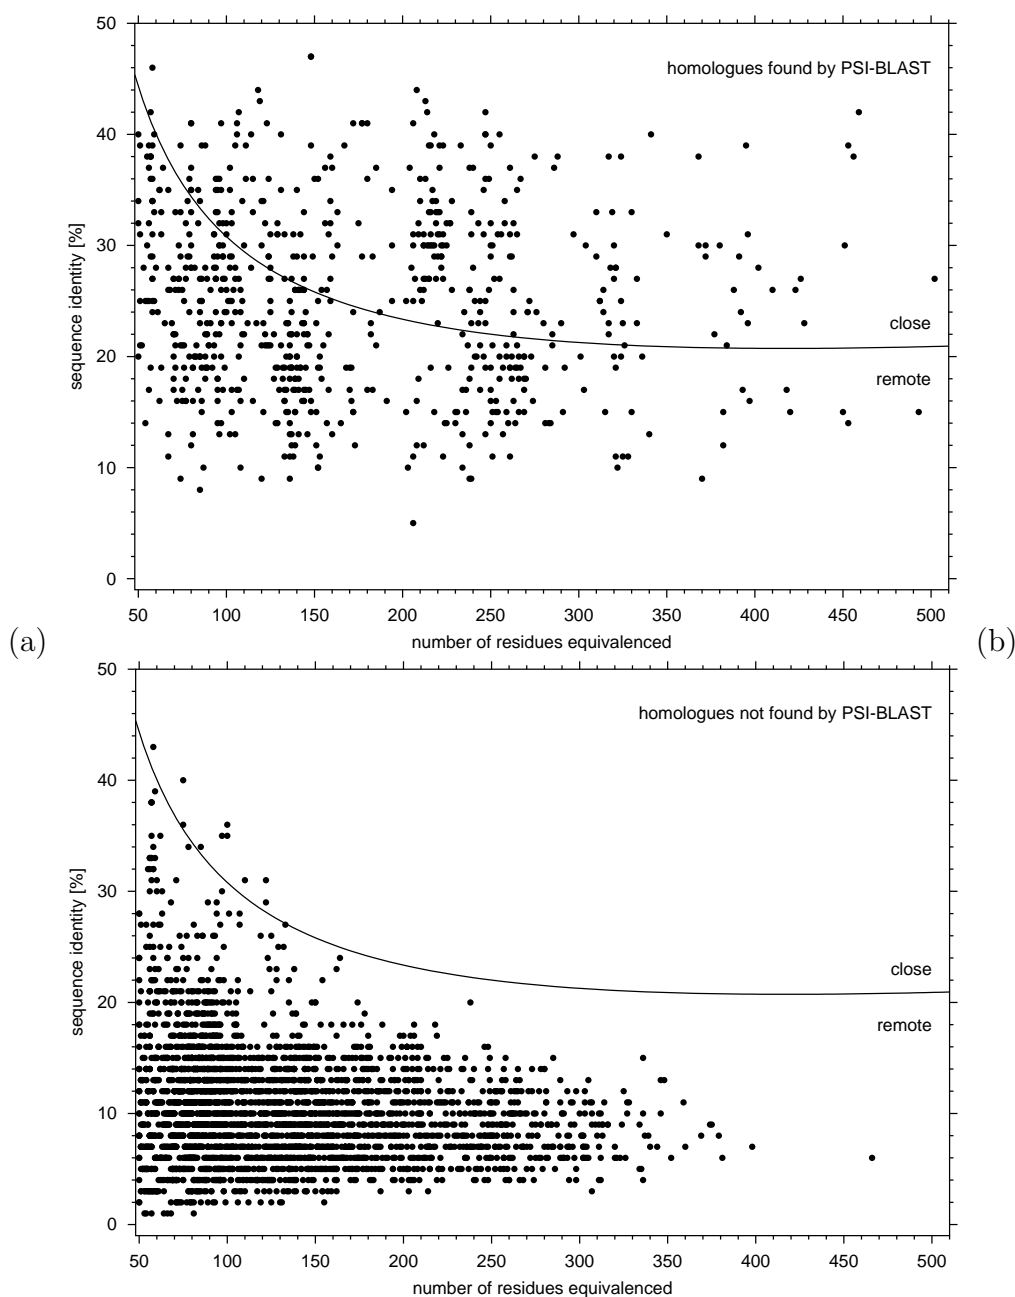 50
homologues found by PSI-BLAST
40
30
sequence identity [%]
close
20
remote
10
0
50 100 150 200 250 300 350 400 450 500
number of residues equivalenced
(a)
(b)
50
homologues not found by PSI-BLAST
40
30
sequence identity [%]
close
20
remote
10
0
50 100 150 200 250 300 350 400 450 500
number of residues equivalenced